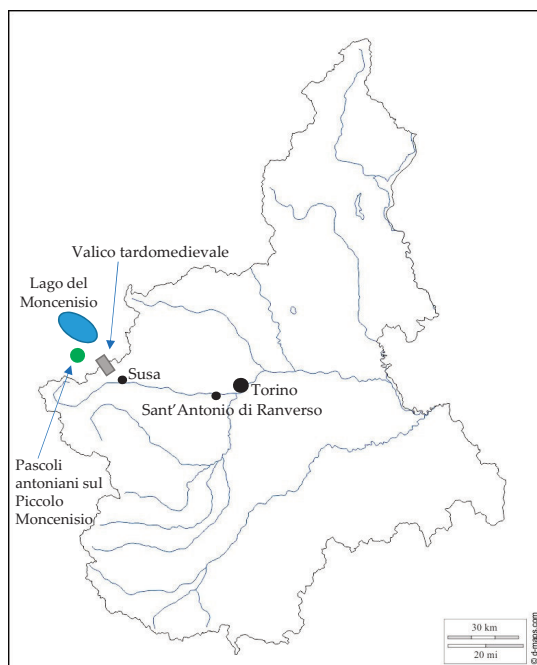 Valico tardomedievale
Lago del
Moncenisio
Susa
Torino
Sant'Antonio di Ranverso
Pascoli
antoniani sul
Piccolo
Moncenisio
30 km
20 mi
© d-maps.com